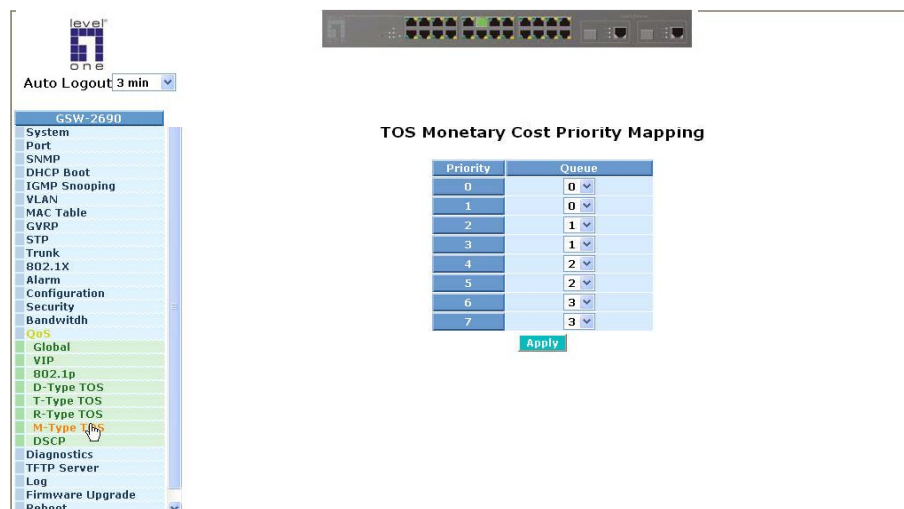 level
one
Auto Logout 3 min
GSW-2690
System
Port
SNMP
DHCP Boot
IGMP Snooping
VLAN
MAC Table
GVRP
STP
Trunk
802.1X
Alarm
Configuration
Security
Bandwitdh
QoS
Global
VIP
802.1p
D-Type TOS
T-Type TOS
R-Type TOS
M-Type TOS
DSCP
Diagnostics
TFTP Server
Log
Firmware Upgrade
Reboot
TOS Monetary Cost Priority Mapping
Priority Queue
0 0
1 0
2 1
3 1
4 2
5 2
6 3
7 3
Apply